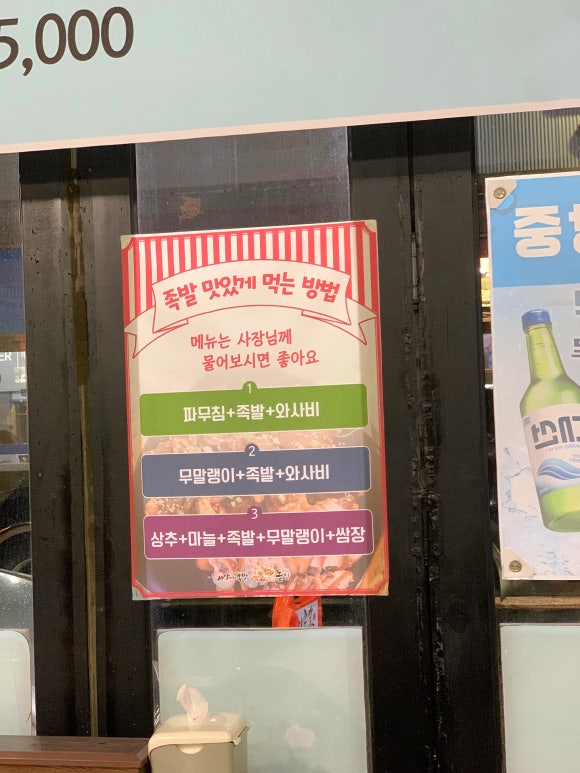 5,000
족발 맛있게 먹는 방법
메뉴는 사장님께
물어보시면 좋아요
1
파무침+족발+와사비
2
무말랭이+족발+와사비
3
상추+마늘+족발+무말랭이+쌈장
중
대선